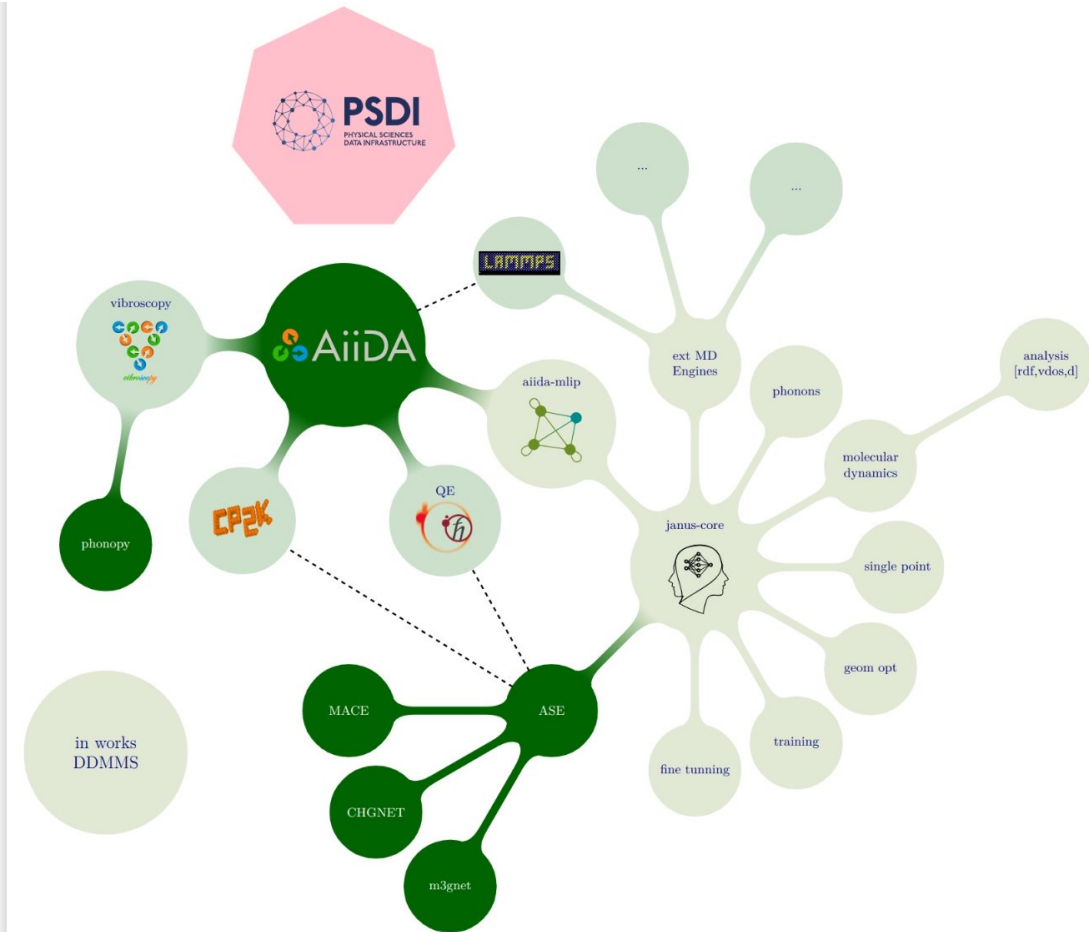 PSDI
PHYSICAL SCIENCES
DATA INFRASTRUCTURE
...
...
LAMMPS
vibroscopy
vibroscopy
AiiDA
ext MD
Engines
analysis
[rdf,vdos,d]
aiida-mlip
phonons
molecular
dynamics
CP2K
QE
ħ
janus-core
phonopy
single point
geom opt
MACE
ASE
in works
DDMMS
training
fine tunning
CHGNET
m3gnet